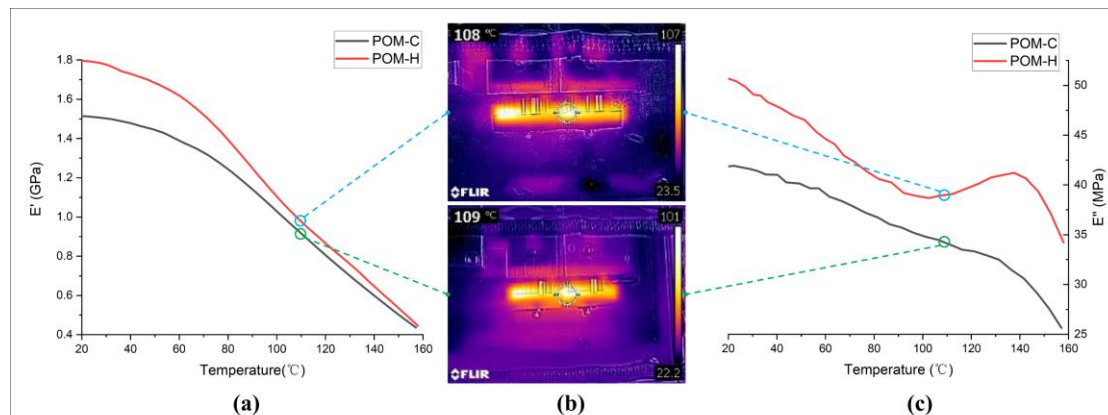 POM-C
POM-H
1.8
1.6
1.4
1.2
1.0
0.8
0.6
0.4
E' (GPa)
20 40 60 80 100 120 140 160
Temperature(℃)
(a)
108 ℃
107
23.5
FLIR
109 ℃
101
22.2
FLIR
(b)
POM-C
POM-H
50
45
40
35
30
25
E" (MPa)
20 40 60 80 100 120 140 160
Temperature (℃)
(c)